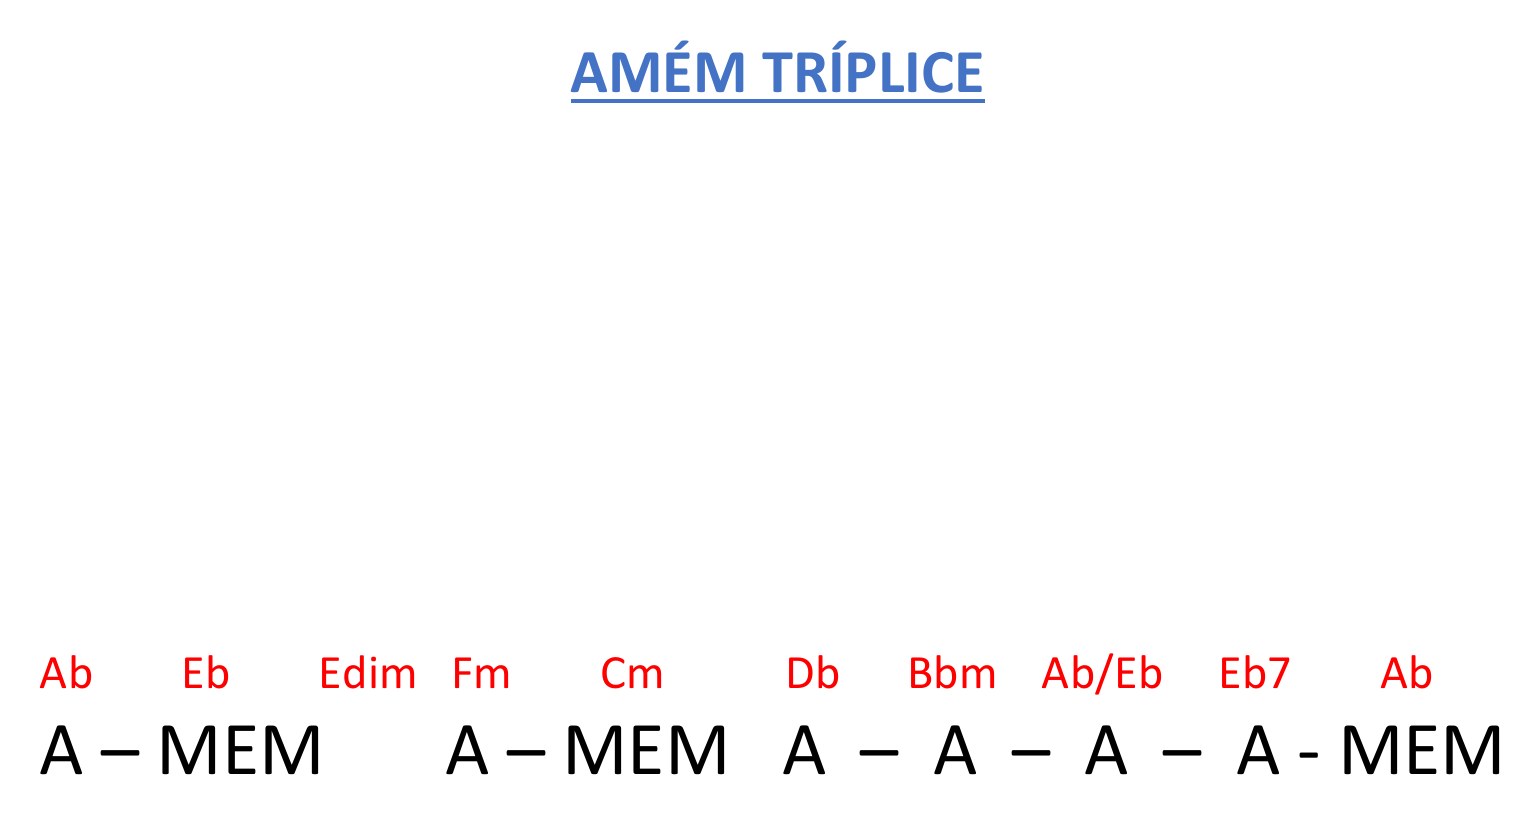 AMÉM TRÍPLICE
Ab Eb Edim Fm Cm Db Bbm Ab/Eb Eb7 Ab
A – MEM A – MEM A – A – A – A - MEM